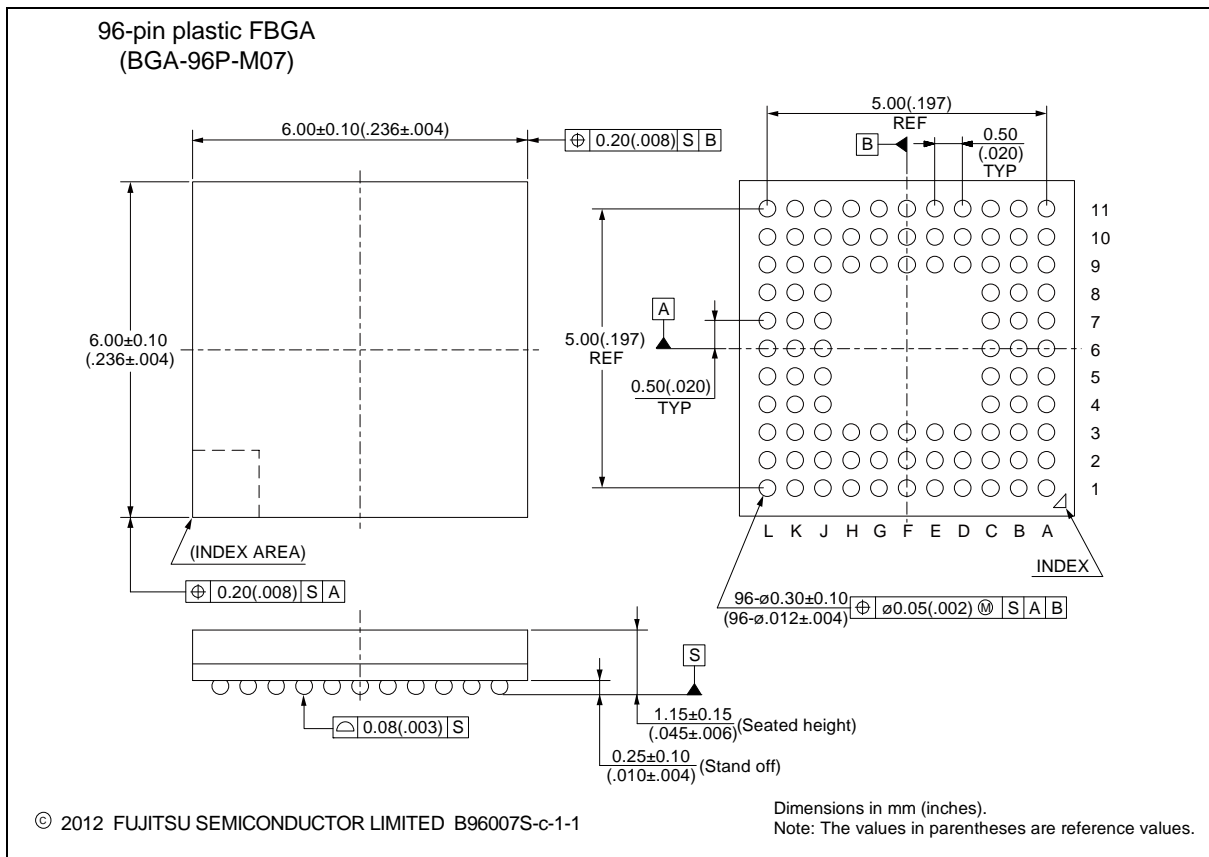 96-pin plastic FBGA
(BGA-96P-M07)
6.00±0.10(.236±.004)
⌖ 0.20(.008) S B
6.00±0.10
(.236±.004)
(INDEX AREA)
⌖ 0.20(.008) S A
5.00(.197)
REF
B
0.50
(.020)
TYP
5.00(.197)
REF
A
0.50(.020)
TYP
11
10
9
8
7
6
5
4
3
2
1
L K J H G F E D C B A
INDEX
96-ø0.30±0.10
(96-ø.012±.004)
⌖ ø0.05(.002) Ⓜ S A B
S
⌓ 0.08(.003) S
1.15±0.15
(.045±.006)
(Seated height)
0.25±0.10
(.010±.004)
(Stand off)
© 2012 FUJITSU SEMICONDUCTOR LIMITED B96007S-c-1-1
Dimensions in mm (inches).
Note: The values in parentheses are reference values.